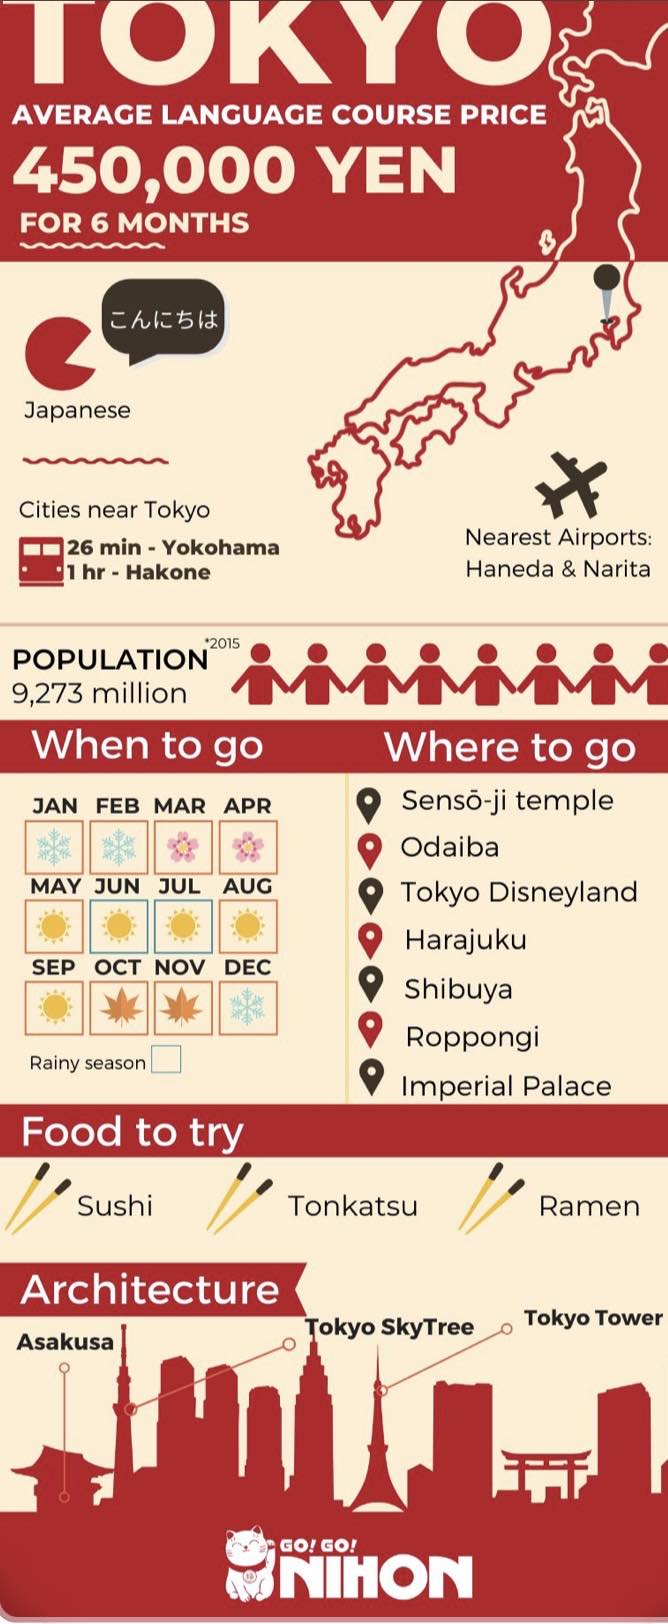 TOKYO
AVERAGE LANGUAGE COURSE PRICE
450,000 YEN
FOR 6 MONTHS
こんにちは
Japanese
Cities near Tokyo
26 min - Yokohama
1 hr - Hakone
Nearest Airports:
Haneda & Narita
POPULATION *2015
9,273 million
When to go
JAN FEB MAR APR
MAY JUN JUL AUG
SEP OCT NOV DEC
Rainy season
Where to go
Sensō-ji temple
Odaiba
Tokyo Disneyland
Harajuku
Shibuya
Roppongi
Imperial Palace
Food to try
Sushi Tonkatsu Ramen
Architecture
Asakusa
Tokyo SkyTree
Tokyo Tower
GO! GO!
NIHON